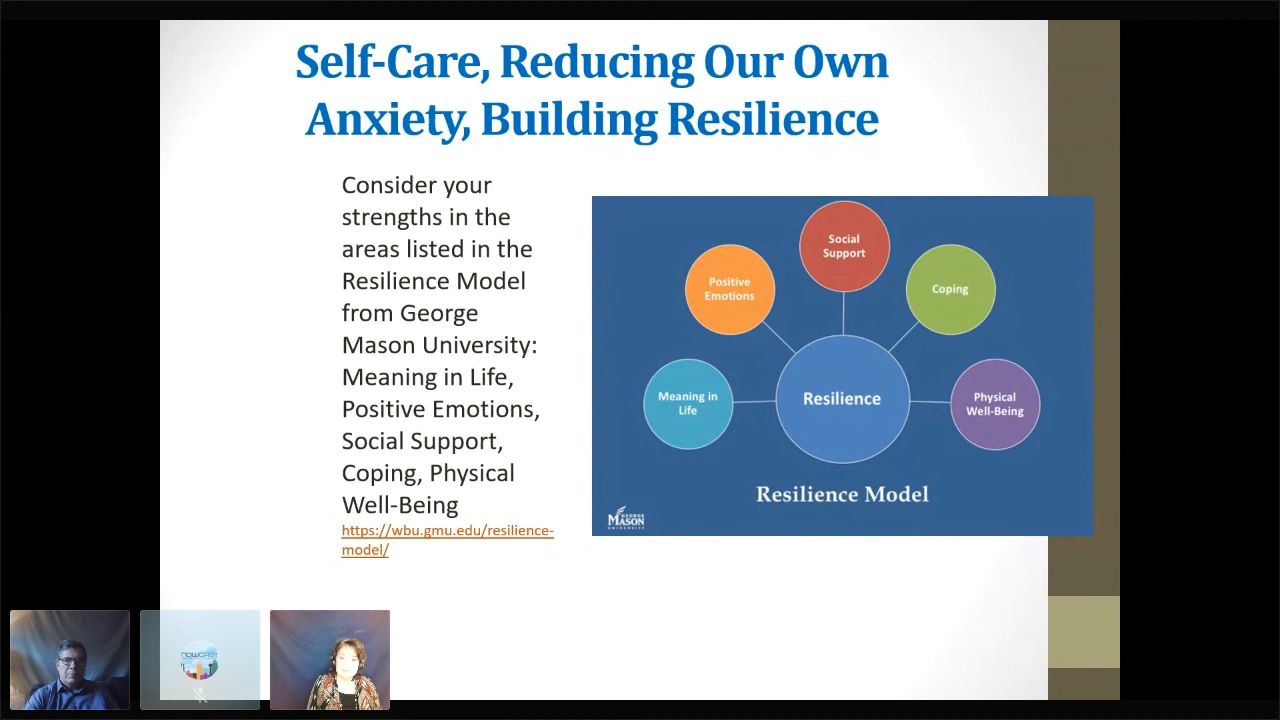 Self-Care, Reducing Our Own
Anxiety, Building Resilience
Consider your
strengths in the
areas listed in the
Resilience Model
from George
Mason University:
Meaning in Life,
Positive Emotions,
Social Support,
Coping, Physical
Well-Being
https://wbu.gmu.edu/resilience-
model/
Social
Support
Positive
Emotions
Coping
Meaning in
Life
Resilience
Physical
Well-Being
Resilience Model
GEORGE
MASON
UNIVERSITY
NOWCAST